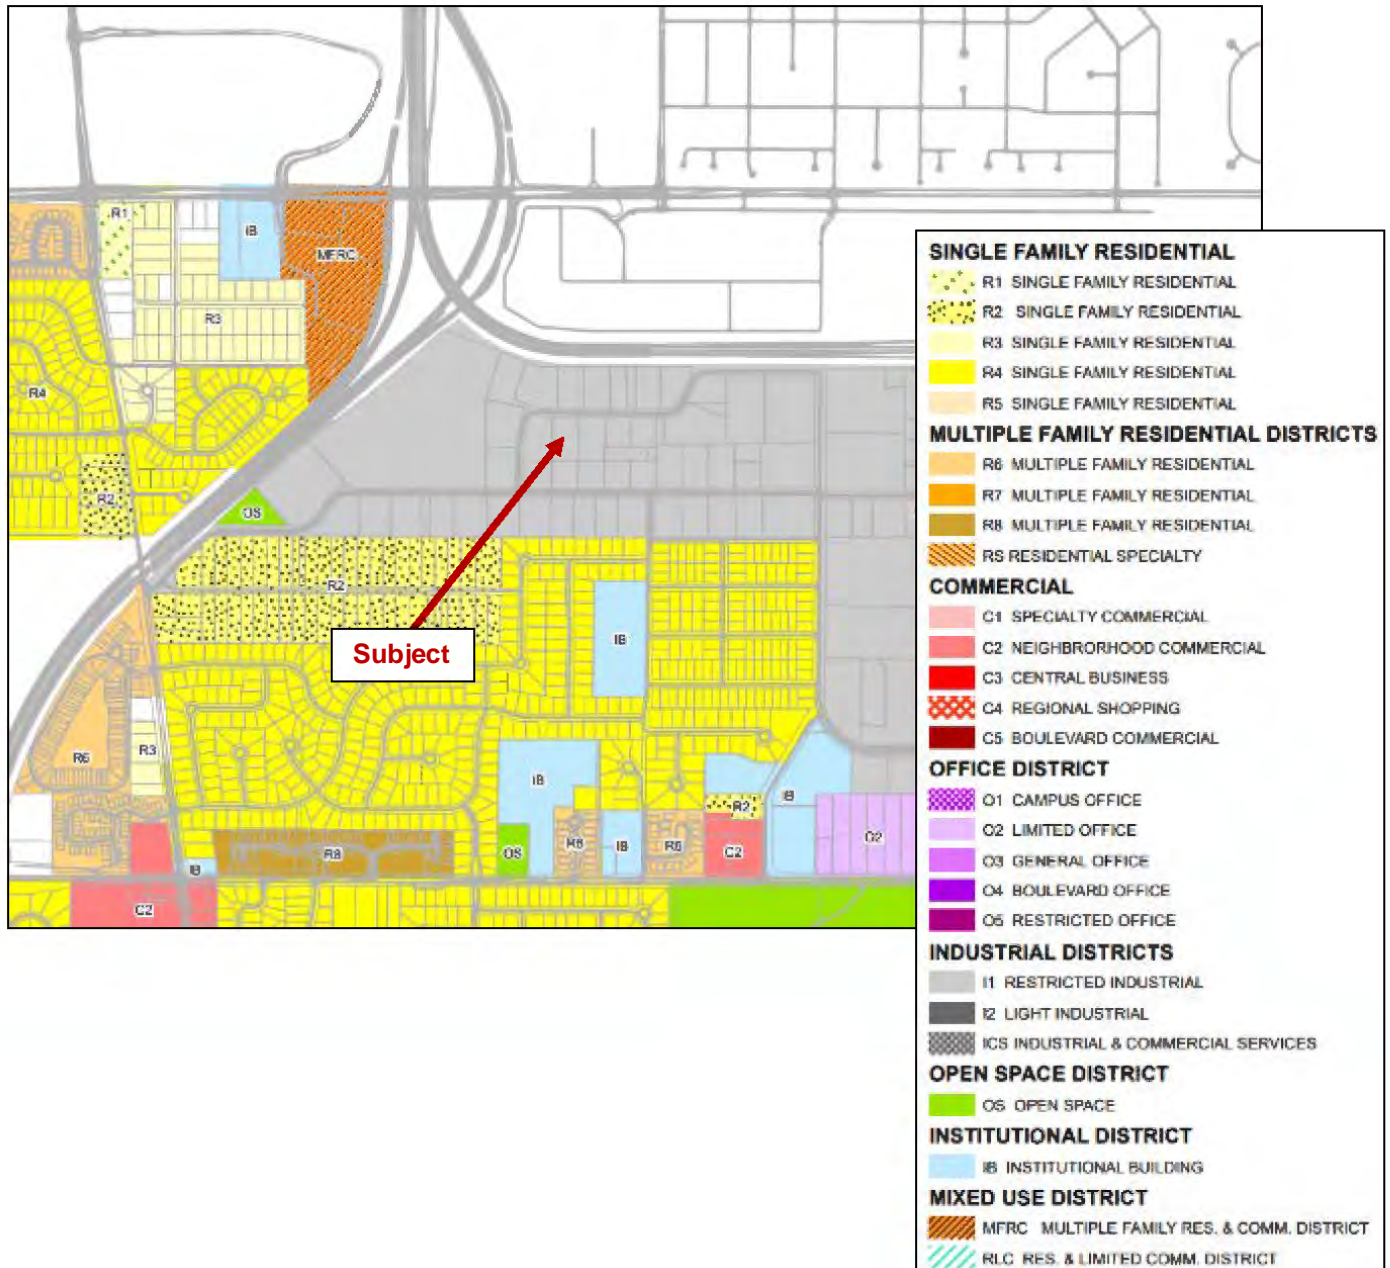 R1
IB
MFRC
R3
R4
R2
OS
R2
Subject
IB
R6
R3
IB
R2
IB
O2
R8
OS
R6
IB
R6
C2
IB
C2
SINGLE FAMILY RESIDENTIAL
R1 SINGLE FAMILY RESIDENTIAL
R2 SINGLE FAMILY RESIDENTIAL
R3 SINGLE FAMILY RESIDENTIAL
R4 SINGLE FAMILY RESIDENTIAL
R5 SINGLE FAMILY RESIDENTIAL
MULTIPLE FAMILY RESIDENTIAL DISTRICTS
R6 MULTIPLE FAMILY RESIDENTIAL
R7 MULTIPLE FAMILY RESIDENTIAL
R8 MULTIPLE FAMILY RESIDENTIAL
RS RESIDENTIAL SPECIALTY
COMMERCIAL
C1 SPECIALTY COMMERCIAL
C2 NEIGHBRORHOOD COMMERCIAL
C3 CENTRAL BUSINESS
C4 REGIONAL SHOPPING
C5 BOULEVARD COMMERCIAL
OFFICE DISTRICT
O1 CAMPUS OFFICE
O2 LIMITED OFFICE
O3 GENERAL OFFICE
O4 BOULEVARD OFFICE
O5 RESTRICTED OFFICE
INDUSTRIAL DISTRICTS
I1 RESTRICTED INDUSTRIAL
I2 LIGHT INDUSTRIAL
ICS INDUSTRIAL & COMMERCIAL SERVICES
OPEN SPACE DISTRICT
OS OPEN SPACE
INSTITUTIONAL DISTRICT
IB INSTITUTIONAL BUILDING
MIXED USE DISTRICT
MFRC MULTIPLE FAMILY RES. & COMM. DISTRICT
RLC RES. & LIMITED COMM. DISTRICT